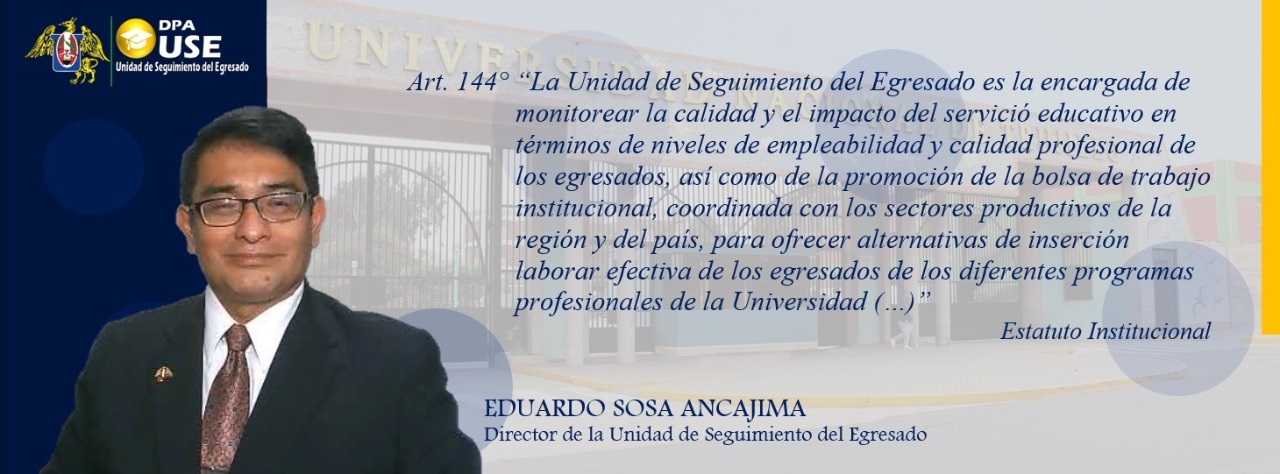 DPA
USE
Unidad de Seguimiento del Egresado
UNIVERSIDAD NACIONAL DE
Art. 144° “La Unidad de Seguimiento del Egresado es la encargada de
monitorear la calidad y el impacto del servició educativo en
términos de niveles de empleabilidad y calidad profesional de
los egresados, así como de la promoción de la bolsa de trabajo
institucional, coordinada con los sectores productivos de la
región y del país, para ofrecer alternativas de inserción
laborar efectiva de los egresados de los diferentes programas
profesionales de la Universidad (…)”
Estatuto Institucional
EDUARDO SOSA ANCAJIMA
Director de la Unidad de Seguimiento del Egresado